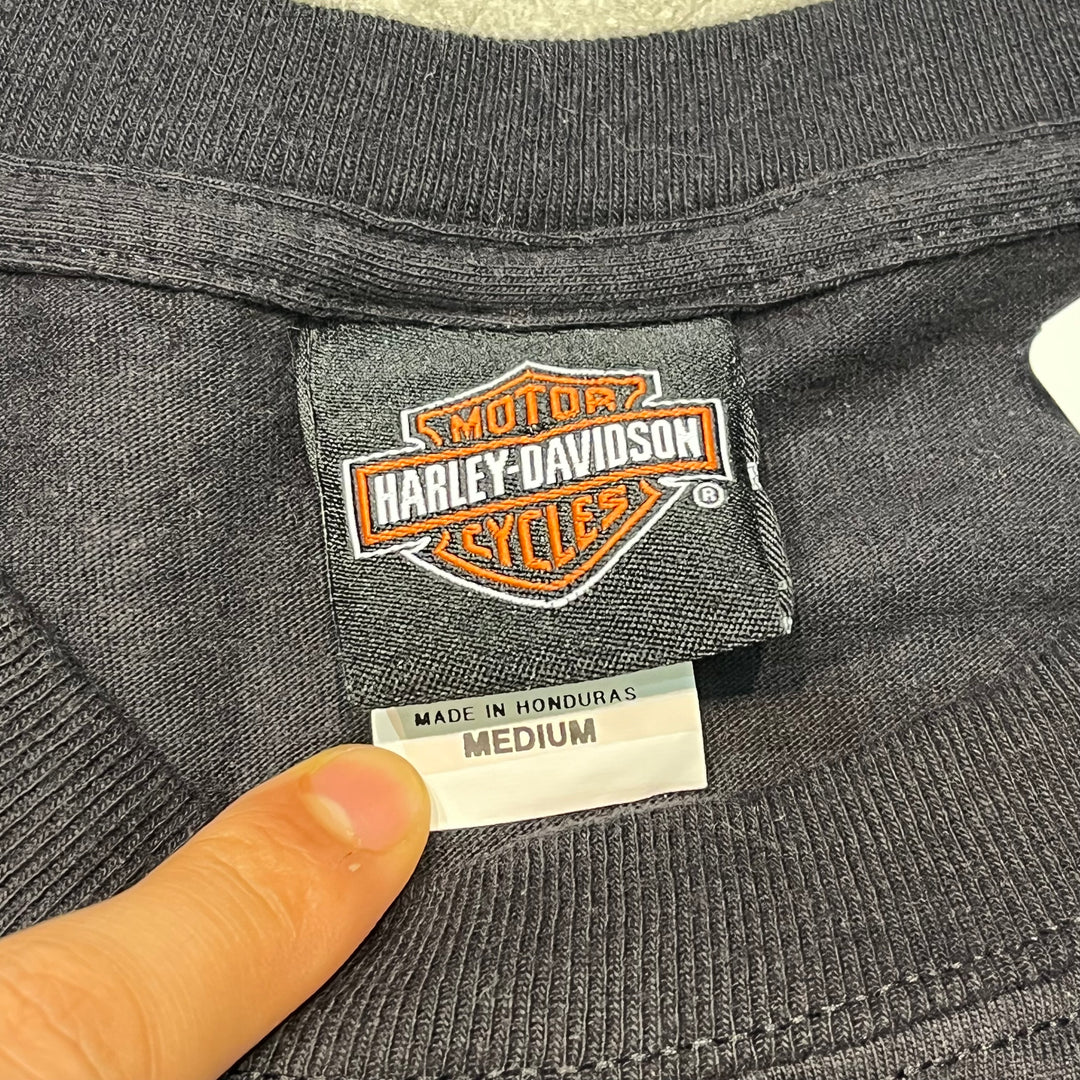 MOTOR
HARLEY-DAVIDSON
CYCLES
®
MADE IN HONDURAS
MEDIUM